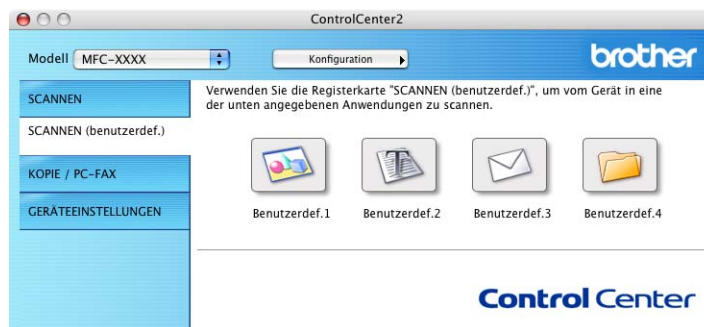 ControlCenter2
Modell MFC-XXXX Konfiguration brother
SCANNEN
SCANNEN (benutzerdef.)
KOPIE / PC-FAX
GERÄTEEINSTELLUNGEN
Verwenden Sie die Registerkarte "SCANNEN (benutzerdef.)", um vom Gerät in eine
der unten angegebenen Anwendungen zu scannen.
Benutzerdef.1 Benutzerdef.2 Benutzerdef.3 Benutzerdef.4
Control Center